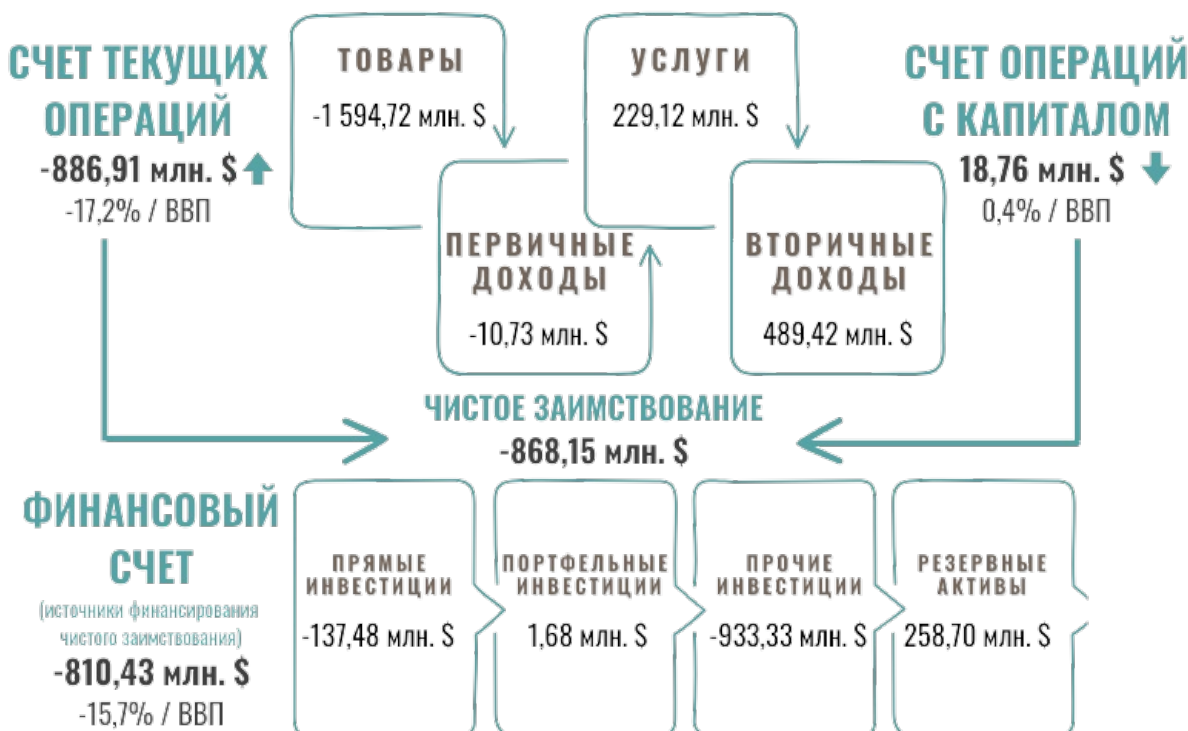 СЧЕТ ТЕКУЩИХ
ОПЕРАЦИЙ
-886,91 млн. $
-17,2% / ВВП
ТОВАРЫ
-1 594,72 млн. $
УСЛУГИ
229,12 млн. $
СЧЕТ ОПЕРАЦИЙ
С КАПИТАЛОМ
18,76 млн. $
0,4% / ВВП
ПЕРВИЧНЫЕ
ДОХОДЫ
-10,73 млн. $
ВТОРИЧНЫЕ
ДОХОДЫ
489,42 млн. $
ЧИСТОЕ ЗАИМСТВОВАНИЕ
-868,15 млн. $
ФИНАНСОВЫЙ
СЧЕТ
(источники финансирования
чистого заимствования)
-810,43 млн. $
-15,7% / ВВП
ПРЯМЫЕ
ИНВЕСТИЦИИ
-137,48 млн. $
ПОРТФЕЛЬНЫЕ
ИНВЕСТИЦИИ
1,68 млн. $
ПРОЧИЕ
ИНВЕСТИЦИИ
-933,33 млн. $
РЕЗЕРВНЫЕ
АКТИВЫ
258,70 млн. $